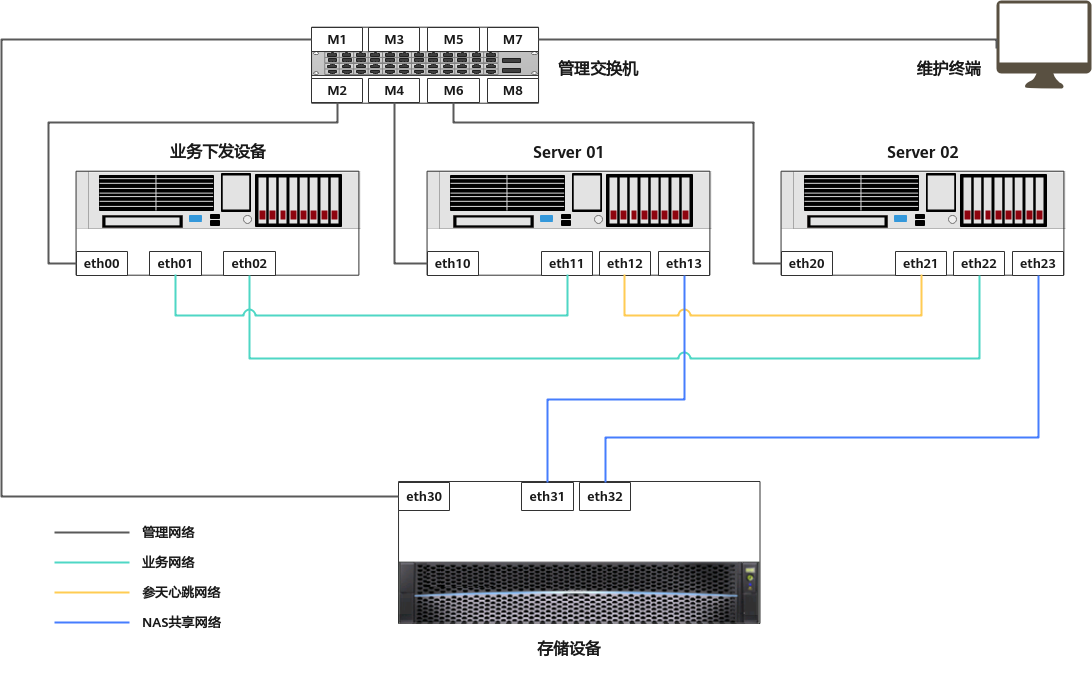 M1 M3 M5 M7
管理交换机
维护终端
M2 M4 M6 M8
业务下发设备
Server 01
Server 02
eth00 eth01 eth02
eth10 eth11 eth12 eth13
eth20 eth21 eth22 eth23
eth30 eth31 eth32
管理网络
业务网络
参天心跳网络
NAS共享网络
存储设备